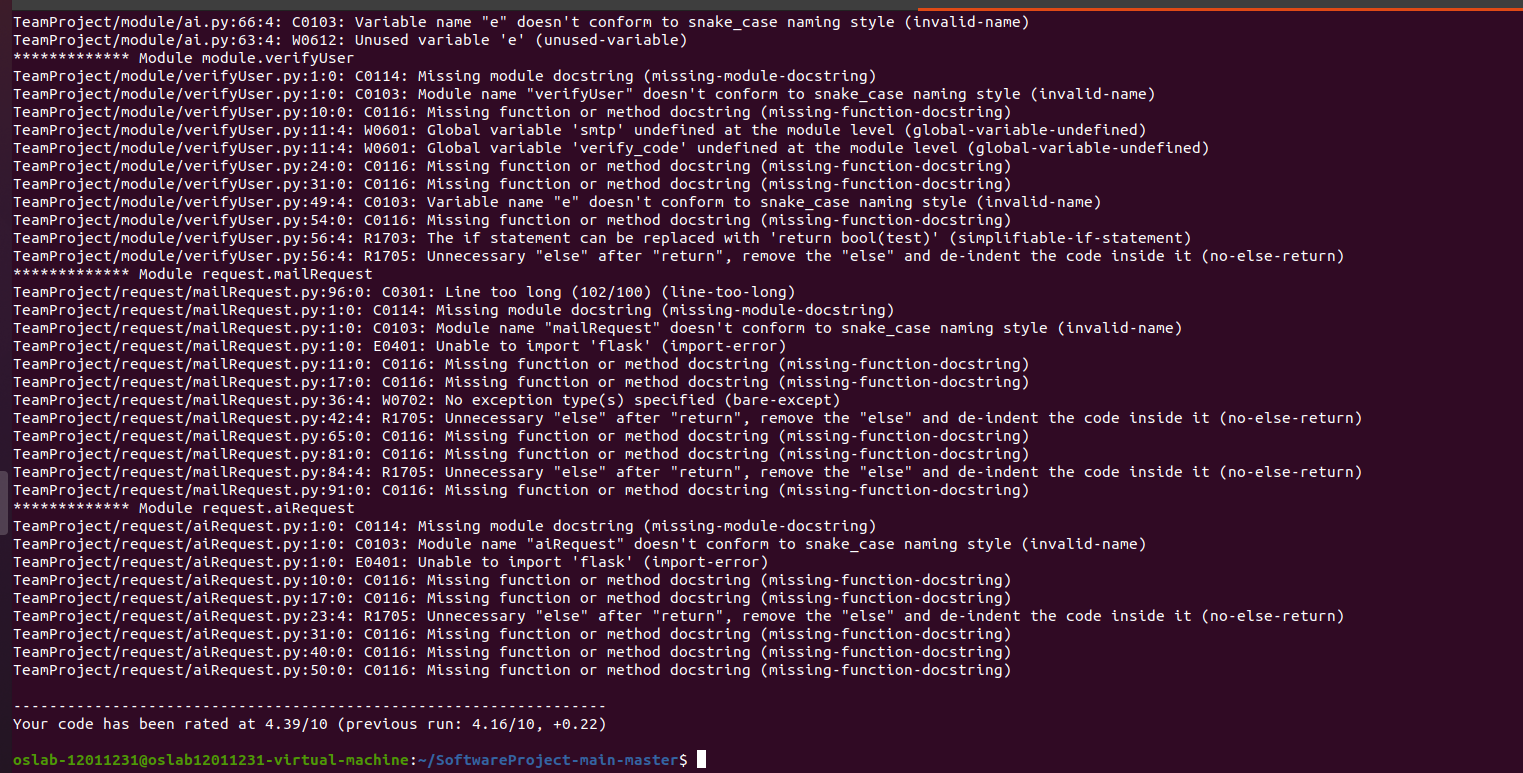 TeamProject/module/ai.py:66:4: C0103: Variable name "e" doesn't conform to snake_case naming style (invalid-name)
TeamProject/module/ai.py:63:4: W0612: Unused variable 'e' (unused-variable)
************* Module module.verifyUser
TeamProject/module/verifyUser.py:1:0: C0114: Missing module docstring (missing-module-docstring)
TeamProject/module/verifyUser.py:1:0: C0103: Module name "verifyUser" doesn't conform to snake_case naming style (invalid-name)
TeamProject/module/verifyUser.py:10:0: C0116: Missing function or method docstring (missing-function-docstring)
TeamProject/module/verifyUser.py:11:4: W0601: Global variable 'smtp' undefined at the module level (global-variable-undefined)
TeamProject/module/verifyUser.py:11:4: W0601: Global variable 'verify_code' undefined at the module level (global-variable-undefined)
TeamProject/module/verifyUser.py:24:0: C0116: Missing function or method docstring (missing-function-docstring)
TeamProject/module/verifyUser.py:31:0: C0116: Missing function or method docstring (missing-function-docstring)
TeamProject/module/verifyUser.py:49:4: C0103: Variable name "e" doesn't conform to snake_case naming style (invalid-name)
TeamProject/module/verifyUser.py:54:0: C0116: Missing function or method docstring (missing-function-docstring)
TeamProject/module/verifyUser.py:56:4: R1703: The if statement can be replaced with 'return bool(test)' (simplifiable-if-statement)
TeamProject/module/verifyUser.py:56:4: R1705: Unnecessary "else" after "return", remove the "else" and de-indent the code inside it (no-else-return)
************* Module request.mailRequest
TeamProject/request/mailRequest.py:96:0: C0301: Line too long (102/100) (line-too-long)
TeamProject/request/mailRequest.py:1:0: C0114: Missing module docstring (missing-module-docstring)
TeamProject/request/mailRequest.py:1:0: C0103: Module name "mailRequest" doesn't conform to snake_case naming style (invalid-name)
TeamProject/request/mailRequest.py:1:0: E0401: Unable to import 'flask' (import-error)
TeamProject/request/mailRequest.py:11:0: C0116: Missing function or method docstring (missing-function-docstring)
TeamProject/request/mailRequest.py:17:0: C0116: Missing function or method docstring (missing-function-docstring)
TeamProject/request/mailRequest.py:36:4: W0702: No exception type(s) specified (bare-except)
TeamProject/request/mailRequest.py:42:4: R1705: Unnecessary "else" after "return", remove the "else" and de-indent the code inside it (no-else-return)
TeamProject/request/mailRequest.py:65:0: C0116: Missing function or method docstring (missing-function-docstring)
TeamProject/request/mailRequest.py:81:0: C0116: Missing function or method docstring (missing-function-docstring)
TeamProject/request/mailRequest.py:84:4: R1705: Unnecessary "else" after "return", remove the "else" and de-indent the code inside it (no-else-return)
TeamProject/request/mailRequest.py:91:0: C0116: Missing function or method docstring (missing-function-docstring)
************* Module request.aiRequest
TeamProject/request/aiRequest.py:1:0: C0114: Missing module docstring (missing-module-docstring)
TeamProject/request/aiRequest.py:1:0: C0103: Module name "aiRequest" doesn't conform to snake_case naming style (invalid-name)
TeamProject/request/aiRequest.py:1:0: E0401: Unable to import 'flask' (import-error)
TeamProject/request/aiRequest.py:10:0: C0116: Missing function or method docstring (missing-function-docstring)
TeamProject/request/aiRequest.py:17:0: C0116: Missing function or method docstring (missing-function-docstring)
TeamProject/request/aiRequest.py:23:4: R1705: Unnecessary "else" after "return", remove the "else" and de-indent the code inside it (no-else-return)
TeamProject/request/aiRequest.py:31:0: C0116: Missing function or method docstring (missing-function-docstring)
TeamProject/request/aiRequest.py:40:0: C0116: Missing function or method docstring (missing-function-docstring)
TeamProject/request/aiRequest.py:50:0: C0116: Missing function or method docstring (missing-function-docstring)
------------------------------------------------------------------
Your code has been rated at 4.39/10 (previous run: 4.16/10, +0.22)
oslab-12011231@oslab12011231-virtual-machine:~/SoftwareProject-main-master$